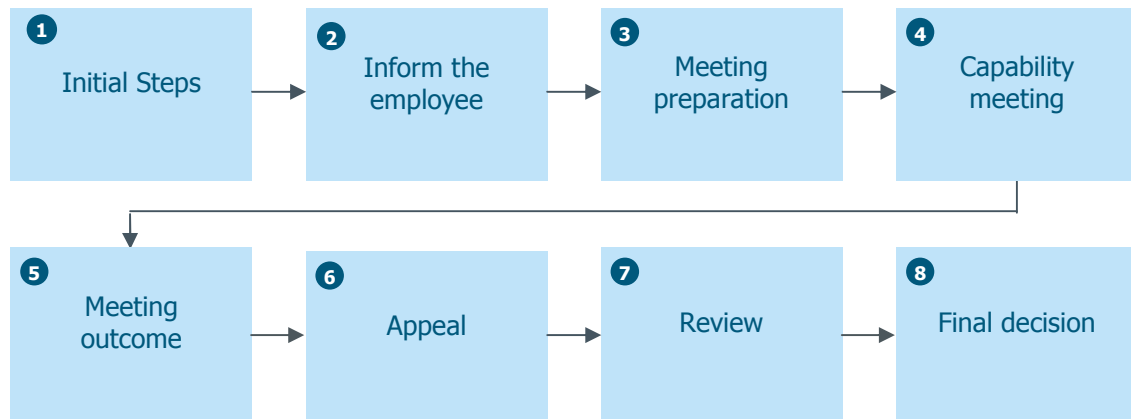 1
Initial Steps
2
Inform the
employee
3
Meeting
preparation
4
Capability
meeting
5
Meeting
outcome
6
Appeal
7
Review
8
Final decision